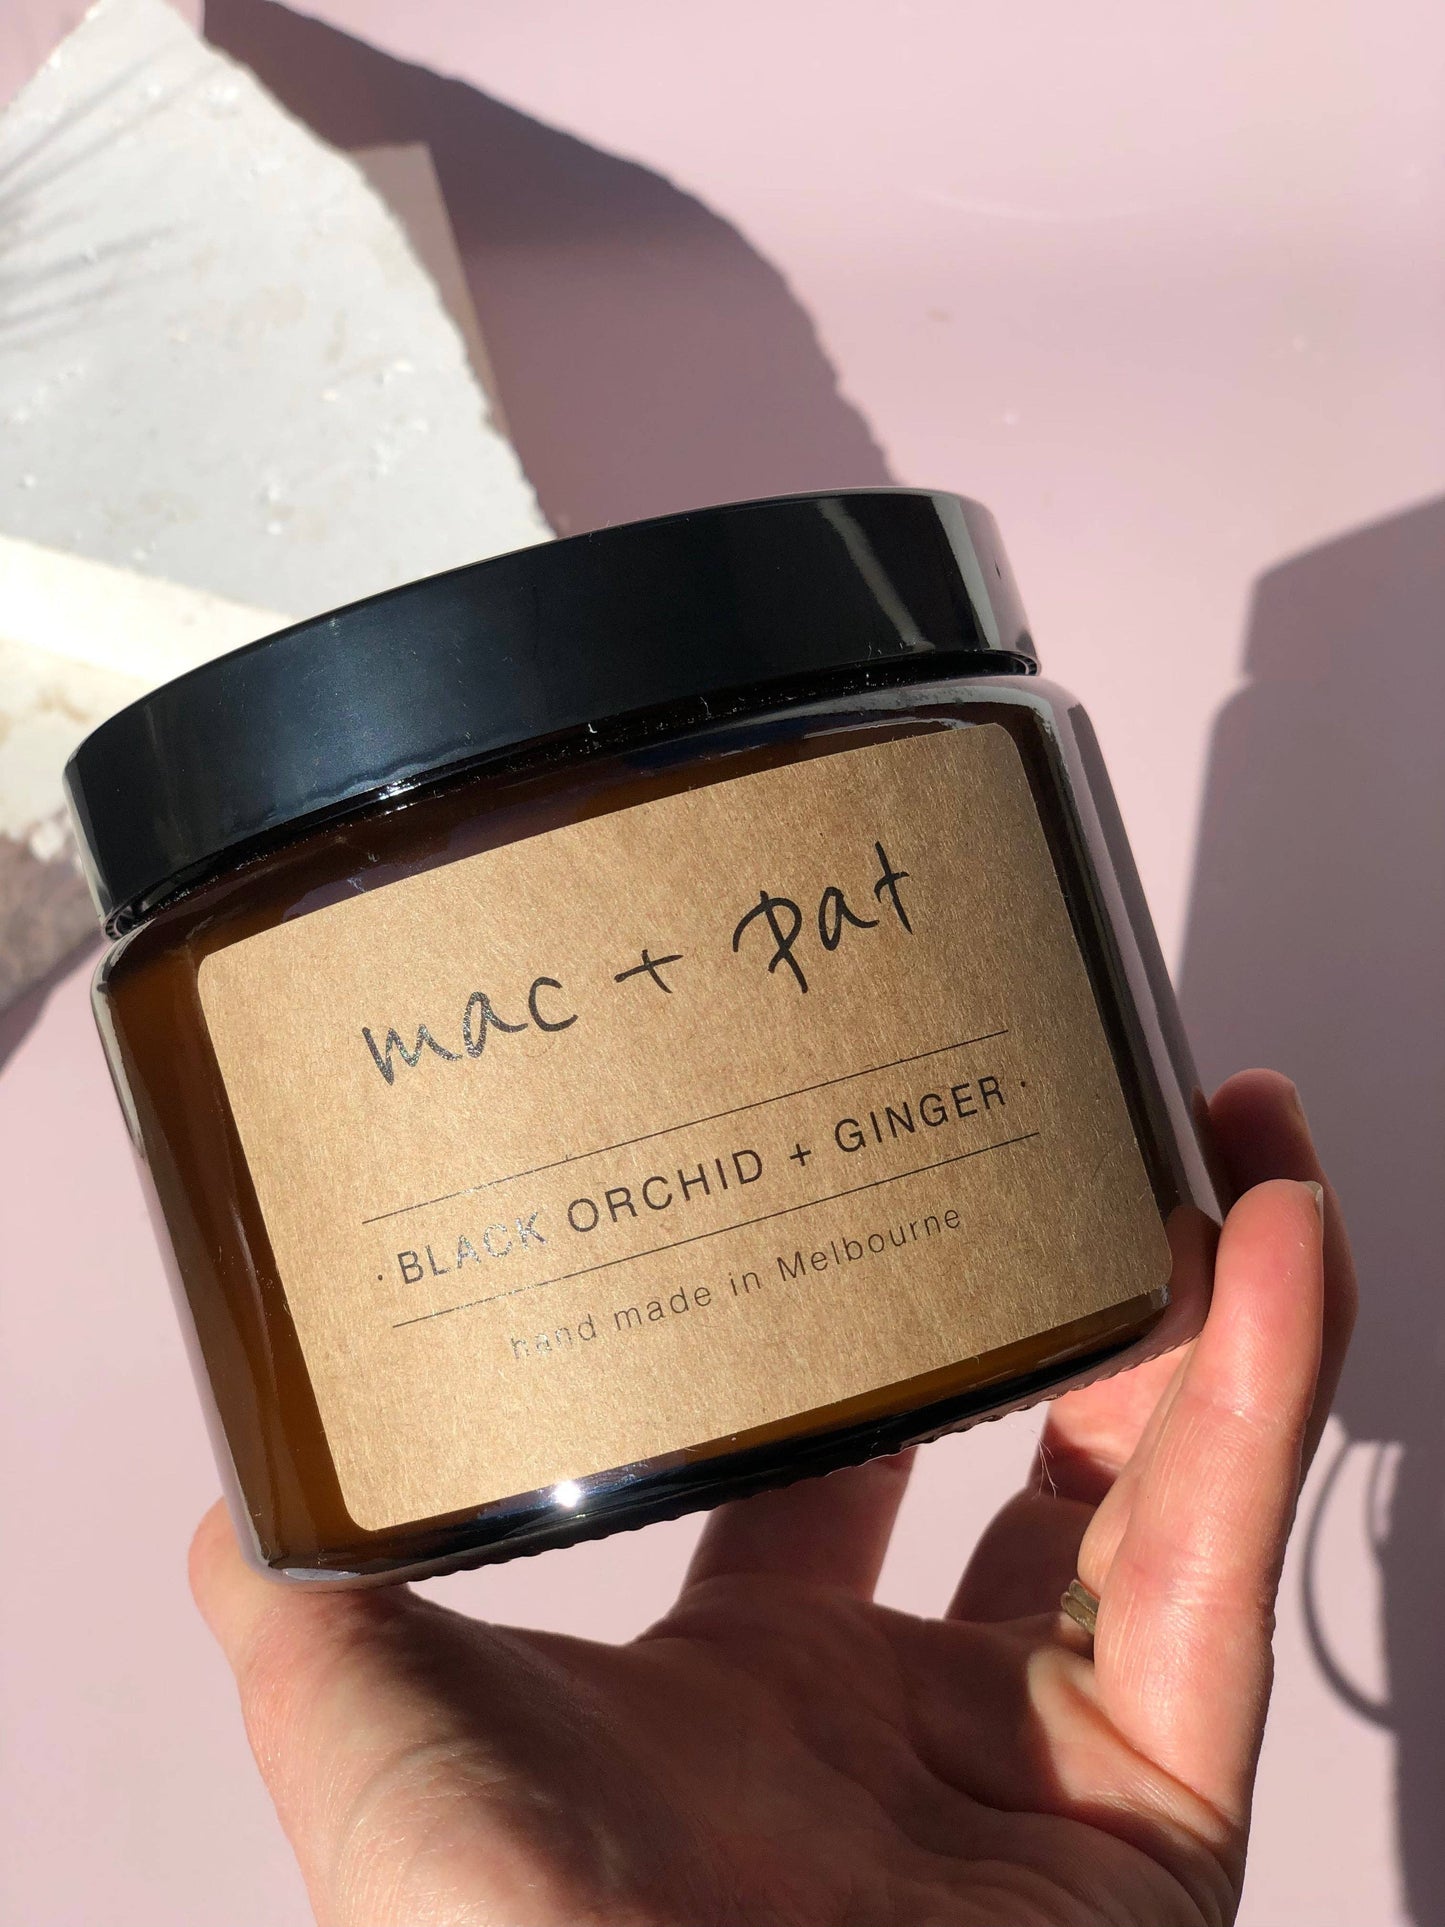 mac + Pat
· BLACK ORCHID + GINGER ·
hand made in Melbourne